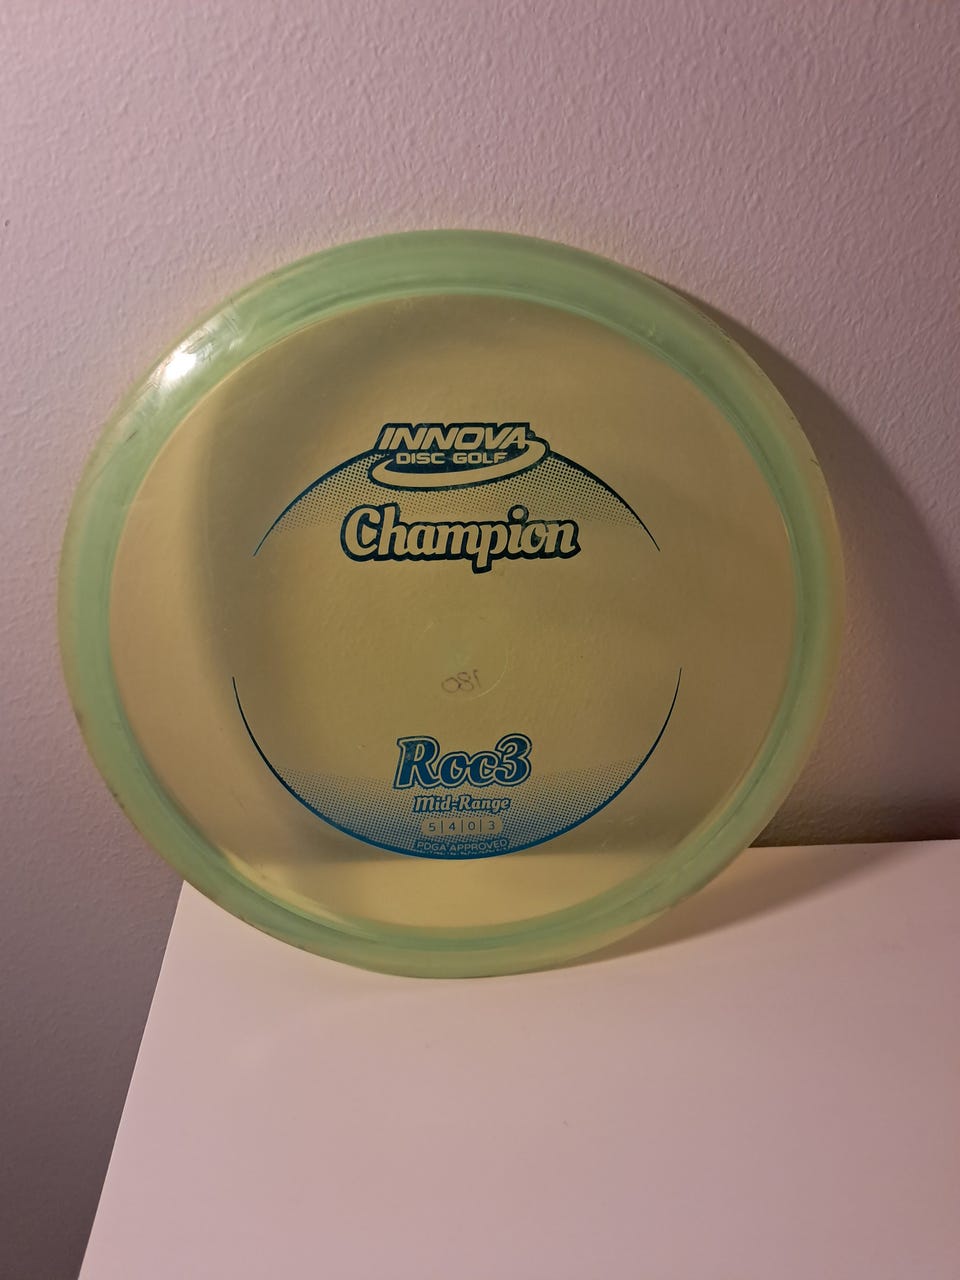 INNOVA®
DISC GOLF
Champion
180
Roc3
Mid-Range
5|4|0|3
PDGA APPROVED